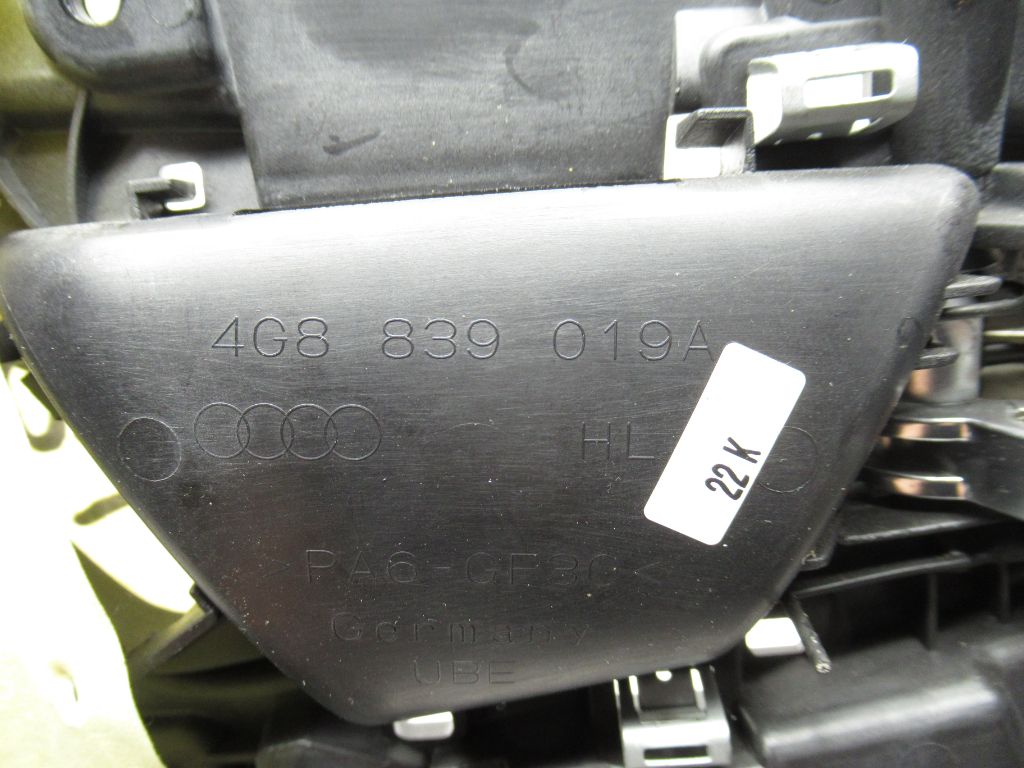 4G8 839 019A
HL
22 K
>PA6-GF30<
Germany
UBE